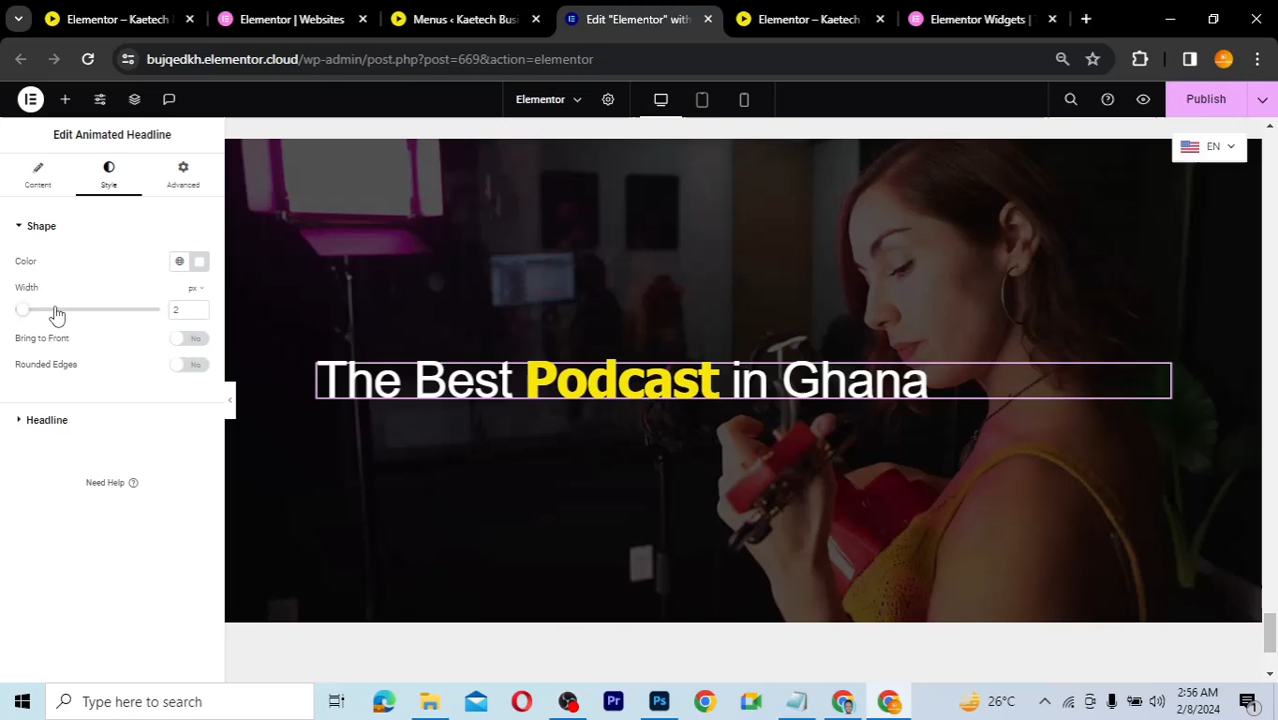 Elementor - Kaetech
Elementor | Websites
Menus ‹ Kaetech Busi
Edit "Elementor" with
Elementor – Kaetech
Elementor Widgets |
bujqedkh.elementor.cloud/wp-admin/post.php?post=669&action=elementor
Elementor
Publish
Edit Animated Headline
EN
Content
Style
Advanced
Shape
Color
Width
px
2
Bring to Front
No
Rounded Edges
No
The Best Podcast in Ghana
Headline
Need Help
Type here to search
Pr
Ps
26°C
2:56 AM
2/8/2024
1